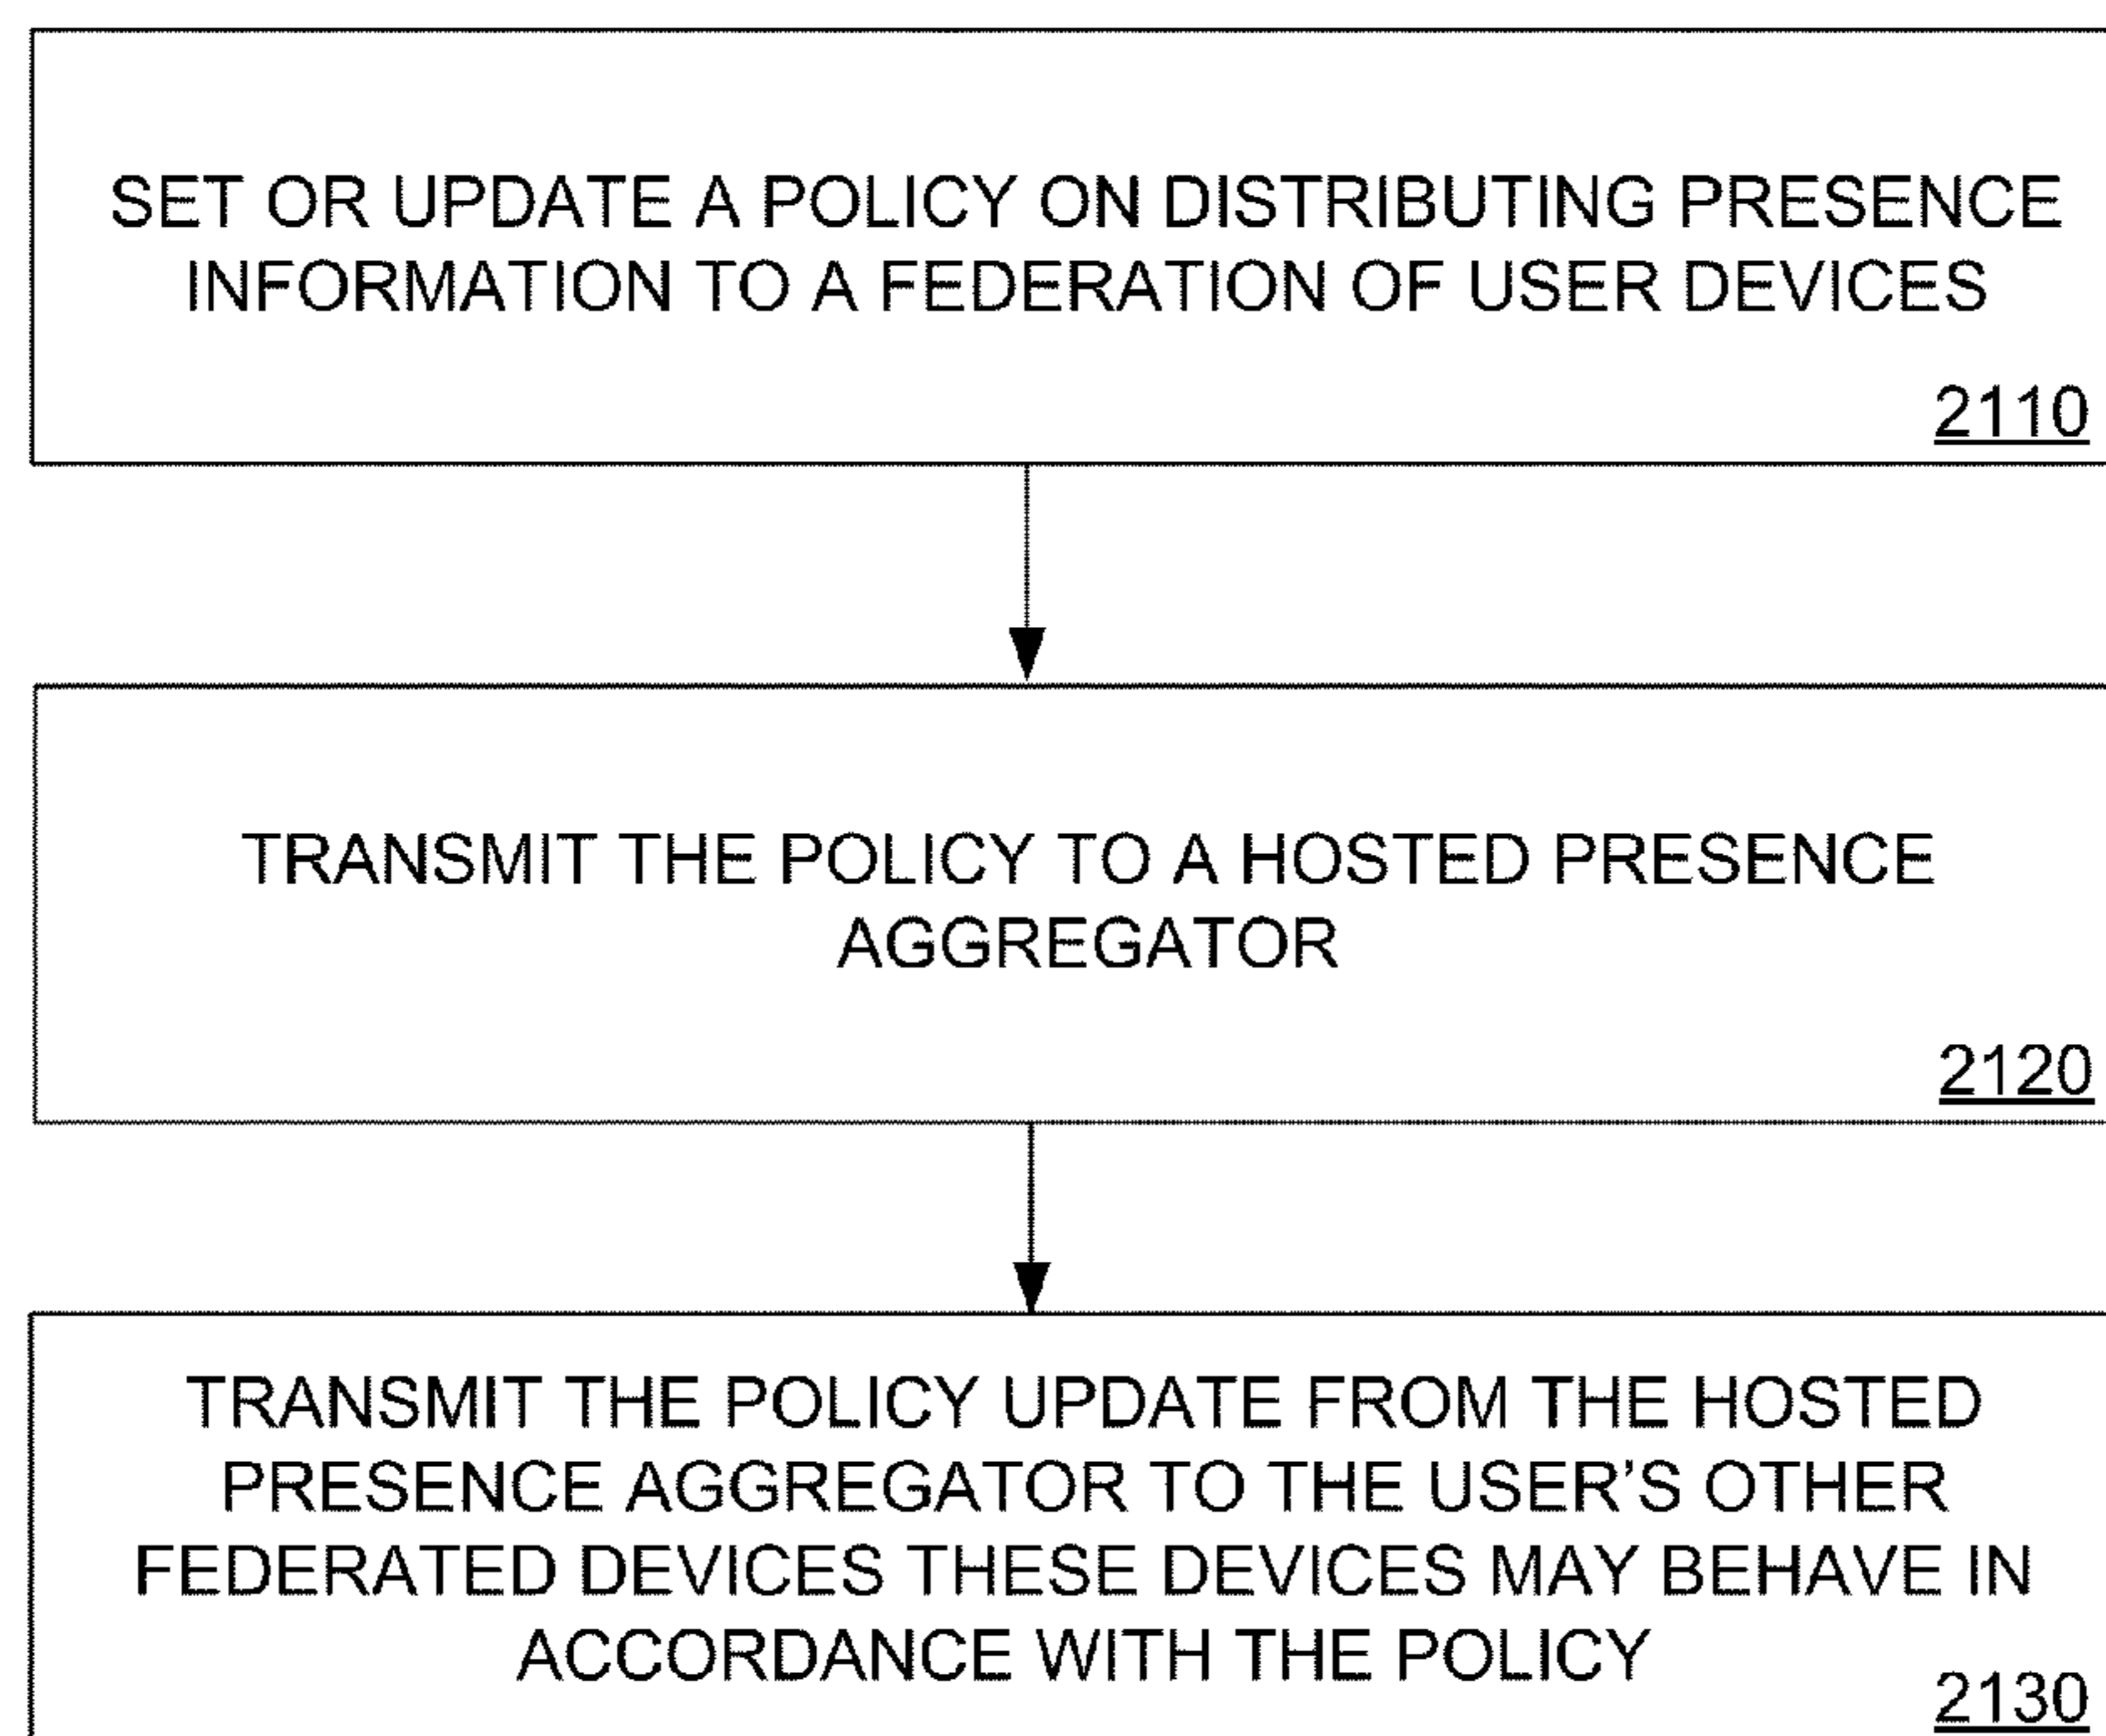 SET OR UPDATE A POLICY ON DISTRIBUTING PRESENCE
INFORMATION TO A FEDERATION OF USER DEVICES
2110
TRANSMIT THE POLICY TO A HOSTED PRESENCE
AGGREGATOR
2120
TRANSMIT THE POLICY UPDATE FROM THE HOSTED
PRESENCE AGGREGATOR TO THE USER’S OTHER
FEDERATED DEVICES THESE DEVICES MAY BEHAVE IN
ACCORDANCE WITH THE POLICY
2130